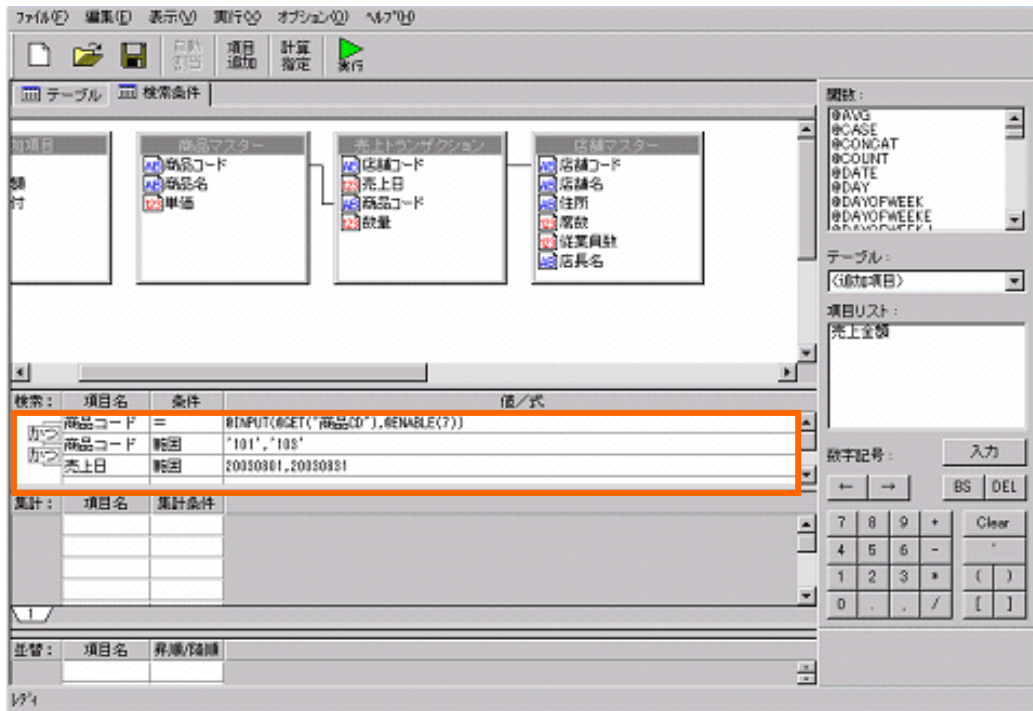 ﾌｧｲﾙ(F) 編集(E) 表示(V) 実行(X) オプション(O) ﾍﾙﾌﾟ(H)
自動割当 項目追加 計算指定 実行
テーブル 検索条件
加項目
額
付
商品マスター
商品コード
商品名
単価
売上トランザクション
店舗コード
売上日
商品コード
数量
店舗マスター
店舗コード
店舗名
住所
席数
従業員数
店長名
検索： 項目名 条件 値／式
商品コード = @INPUT(@GET("商品CD"),@ENABLE(7))
かつ
商品コード 範囲 '101','103'
かつ
売上日 範囲 20030801,20030831
集計： 項目名 集計条件
1
並替： 項目名 昇順/降順
ﾚﾃﾞｨ
関数：
@AVG
@CASE
@CONCAT
@COUNT
@DATE
@DAY
@DAYOFWEEK
@DAYOFWEEKE
@DAYOFWEEKJ
テーブル：
〈追加項目〉
項目リスト：
売上金額
数字記号： 入力
← → BS DEL
7 8 9 + Clear
4 5 6 - '
1 2 3 * ( )
0 . , / [ ]